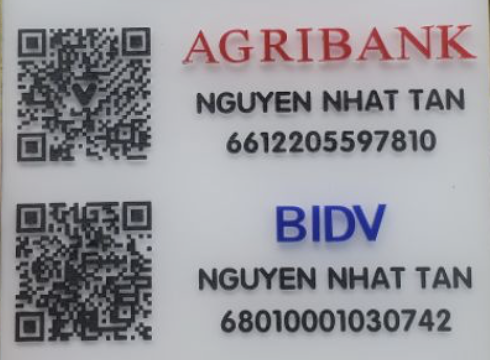 AGRIBANK
NGUYEN NHAT TAN
6612205597810
BIDV
NGUYEN NHAT TAN
68010001030742